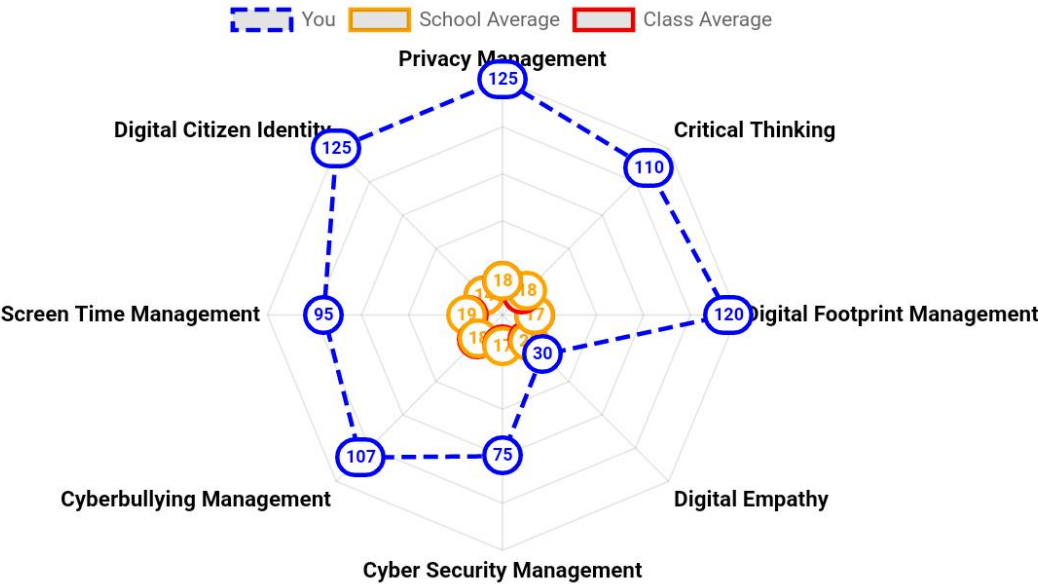 You School Average Class Average
Privacy Management
125
Digital Citizen Identity
125
Critical Thinking
110
18
18
Screen Time Management
95
19
17
120
Digital Footprint Management
17
30
107
75
Cyberbullying Management
Digital Empathy
Cyber Security Management